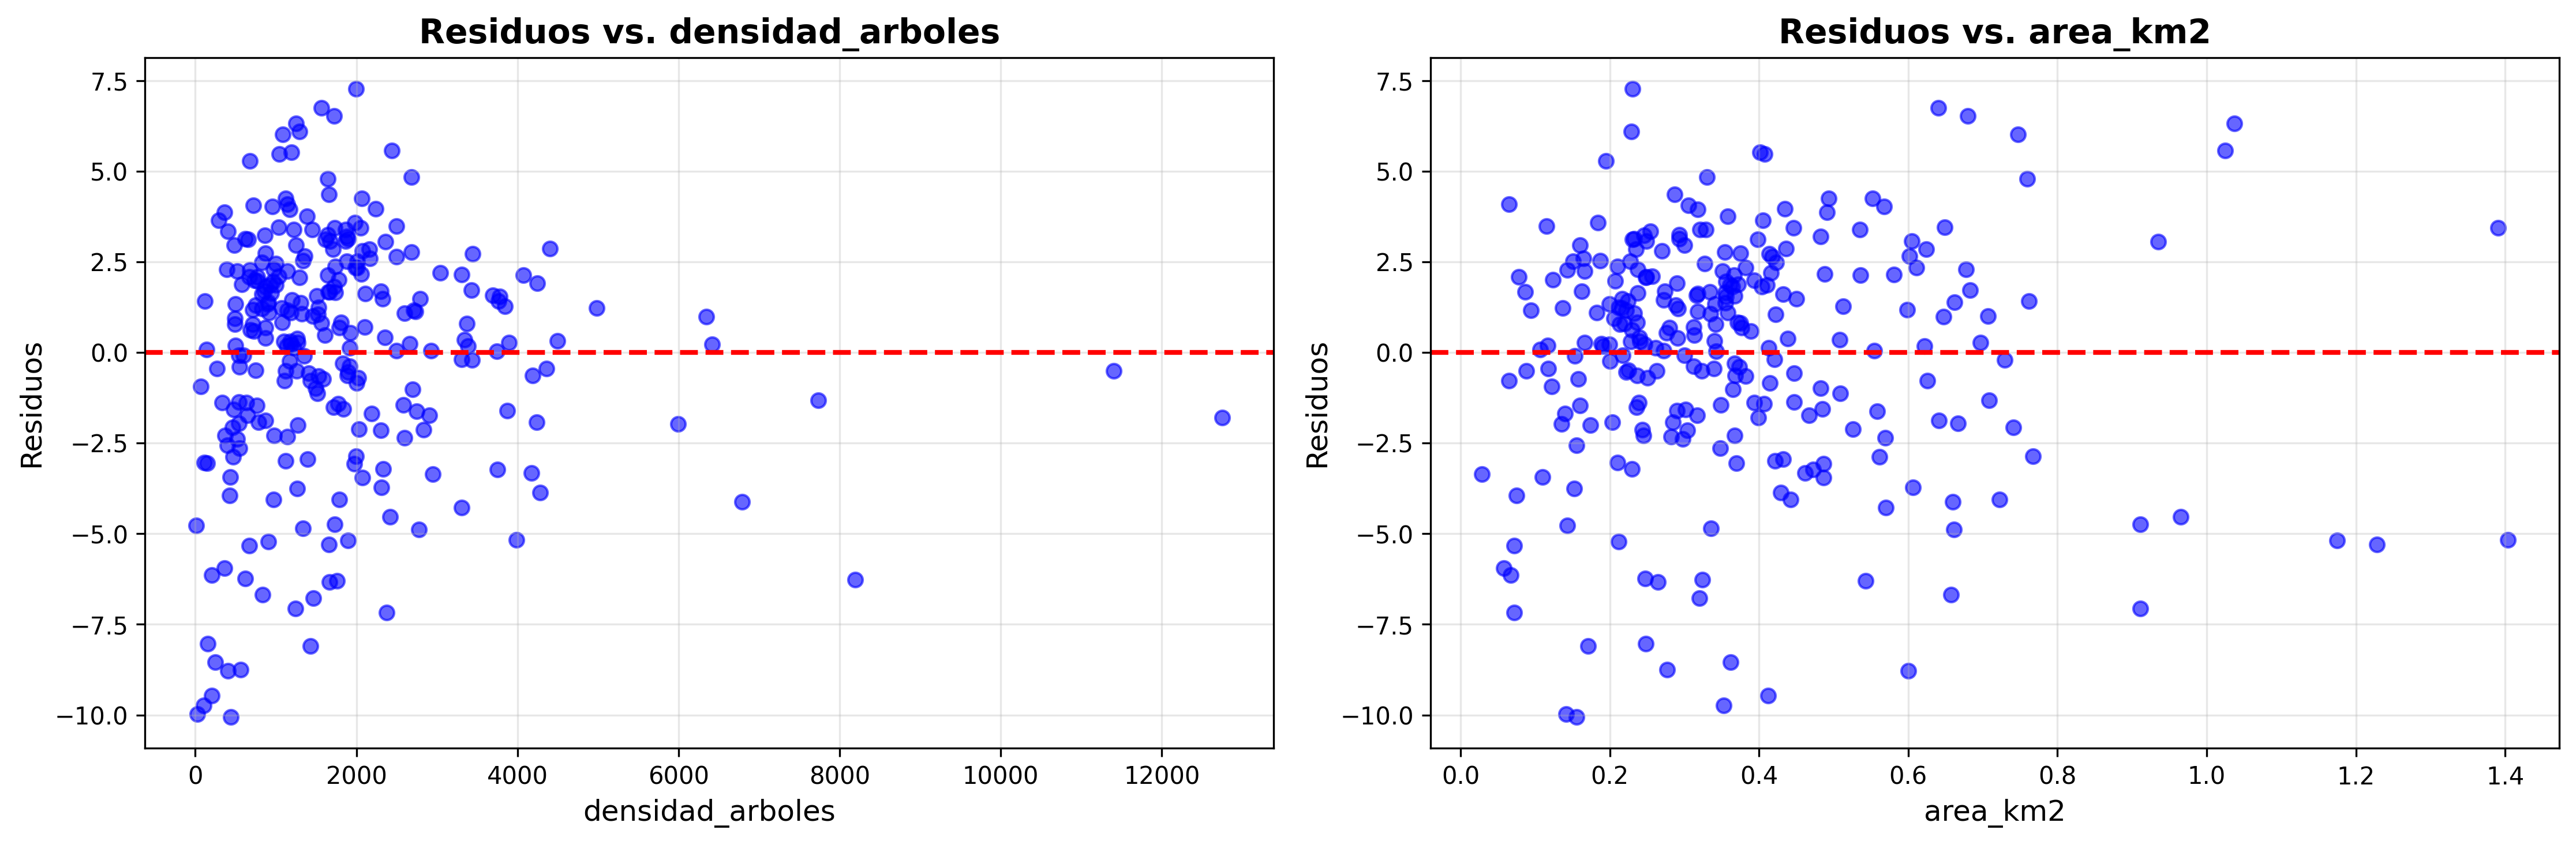 Residuos vs. densidad_arboles
7.5
5.0
2.5
0.0
−2.5
−5.0
−7.5
−10.0
Residuos
0 2000 4000 6000 8000 10000 12000
densidad_arboles
Residuos vs. area_km2
7.5
5.0
2.5
0.0
−2.5
−5.0
−7.5
−10.0
Residuos
0.0 0.2 0.4 0.6 0.8 1.0 1.2 1.4
area_km2